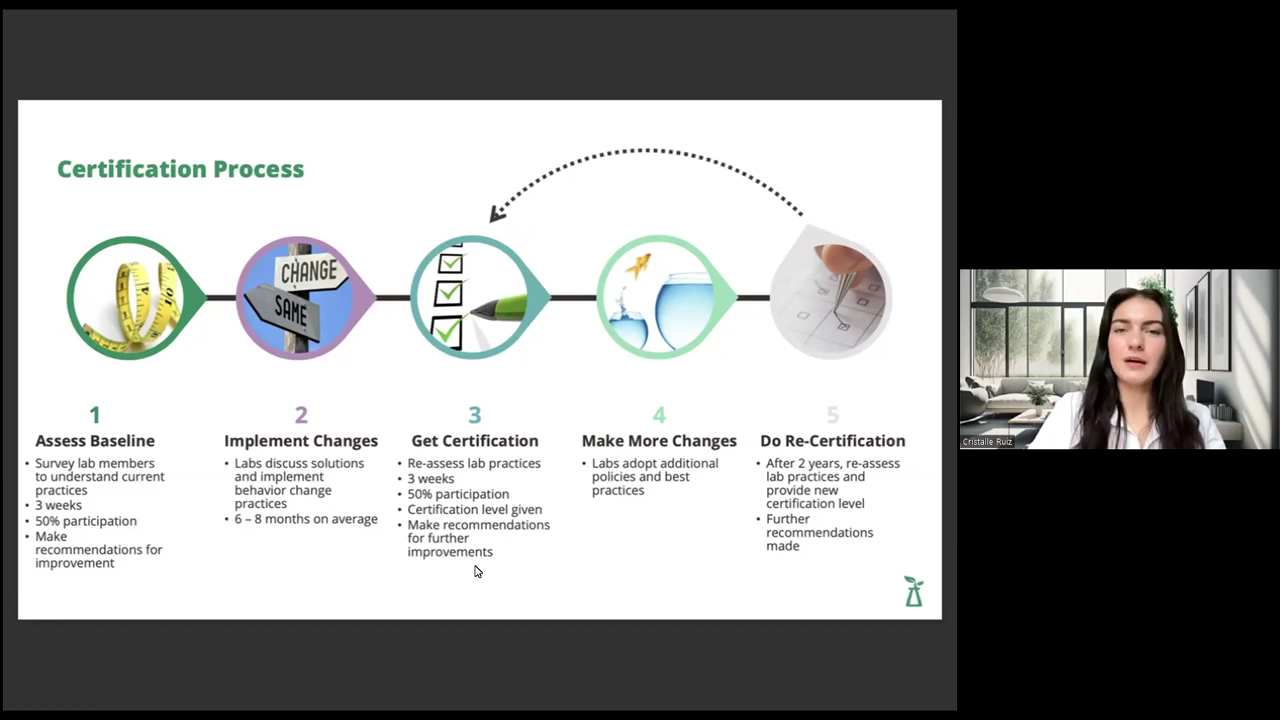 Certification Process
CHANGE
SAME
1
Assess Baseline
• Survey lab members
to understand current
practices
• 3 weeks
• 50% participation
• Make
recommendations for
improvement
2
Implement Changes
• Labs discuss solutions
and implement
behavior change
practices
• 6 – 8 months on average
3
Get Certification
• Re-assess lab practices
• 3 weeks
• 50% participation
• Certification level given
• Make recommendations
for further
improvements
4
Make More Changes
• Labs adopt additional
policies and best
practices
5
Do Re-Certification
• After 2 years, re-assess
lab practices and
provide new
certification level
• Further
recommendations
made
Cristalle Ruiz